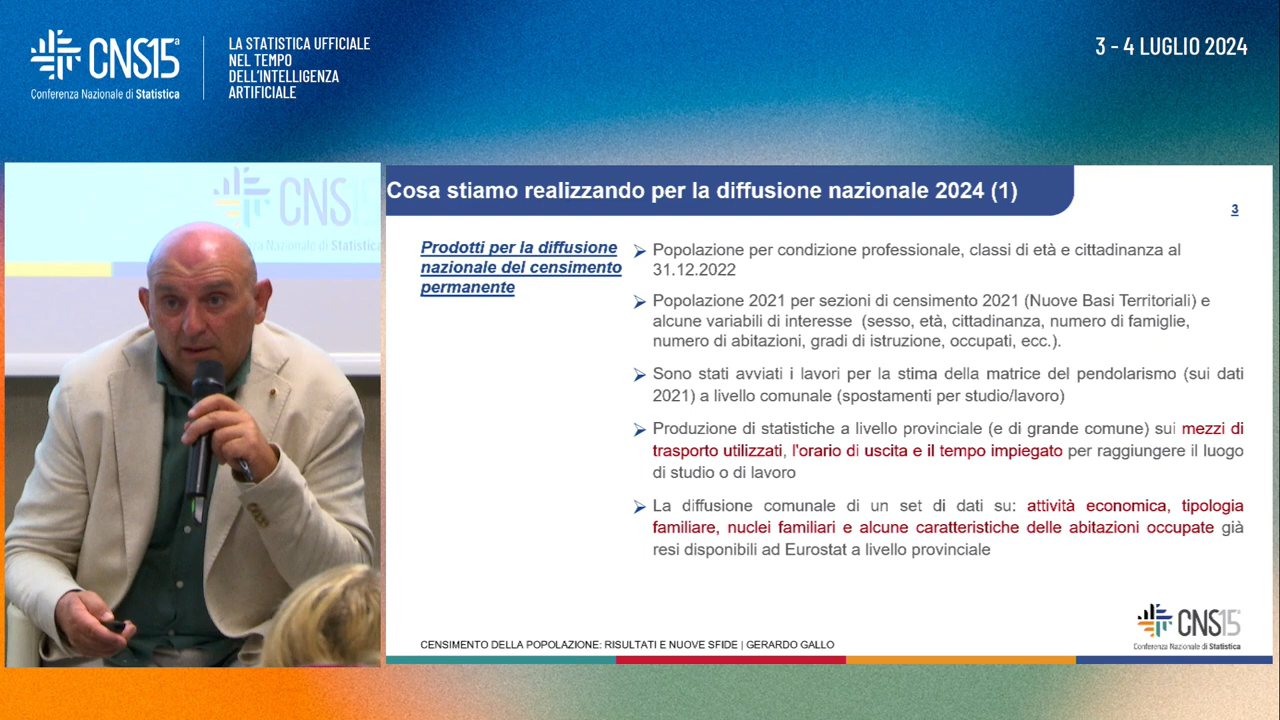 CNS15ª
Conferenza Nazionale di Statistica
LA STATISTICA UFFICIALE
NEL TEMPO
DELL'INTELLIGENZA
ARTIFICIALE
3 - 4 LUGLIO 2024
CNS
Nazionale di Statistica
Cosa stiamo realizzando per la diffusione nazionale 2024 (1)
3
Prodotti per la diffusione
nazionale del censimento
permanente
Popolazione per condizione professionale, classi di età e cittadinanza al
31.12.2022
Popolazione 2021 per sezioni di censimento 2021 (Nuove Basi Territoriali) e
alcune variabili di interesse (sesso, età, cittadinanza, numero di famiglie,
numero di abitazioni, gradi di istruzione, occupati, ecc.).
Sono stati avviati i lavori per la stima della matrice del pendolarismo (sui dati
2021) a livello comunale (spostamenti per studio/lavoro)
Produzione di statistiche a livello provinciale (e di grande comune) sui mezzi di
trasporto utilizzati, l'orario di uscita e il tempo impiegato per raggiungere il luogo
di studio o di lavoro
La diffusione comunale di un set di dati su: attività economica, tipologia
familiare, nuclei familiari e alcune caratteristiche delle abitazioni occupate già
resi disponibili ad Eurostat a livello provinciale
CENSIMENTO DELLA POPOLAZIONE: RISULTATI E NUOVE SFIDE | GERARDO GALLO
CNS15
Conferenza Nazionale di Statistica